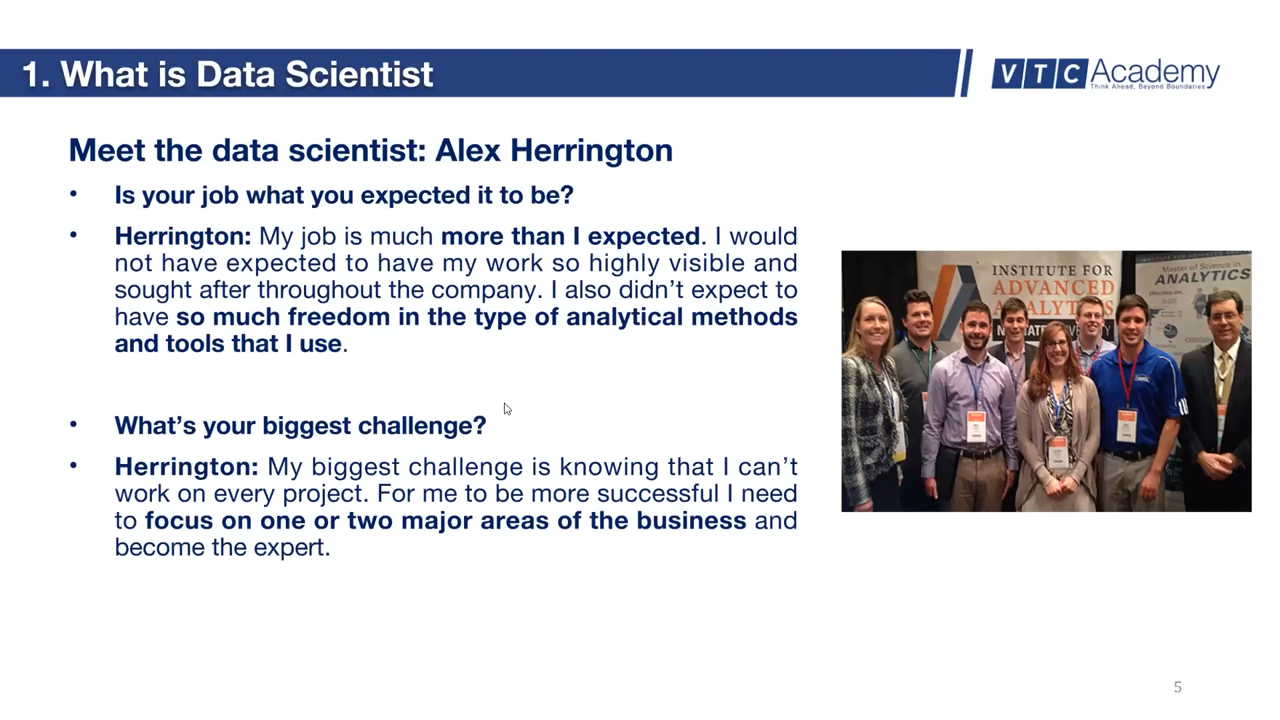 1. What is Data Scientist
VTC Academy
Think Ahead, Beyond Boundaries
Meet the data scientist: Alex Herrington
• Is your job what you expected it to be?
• Herrington: My job is much more than I expected. I would
not have expected to have my work so highly visible and
sought after throughout the company. I also didn't expect to
have so much freedom in the type of analytical methods
and tools that I use.
• What's your biggest challenge?
• Herrington: My biggest challenge is knowing that I can't
work on every project. For me to be more successful I need
to focus on one or two major areas of the business and
become the expert.
INSTITUTE FOR
ADVANCED
ANALYTICS
Master of Science in
ANALYTICS
5